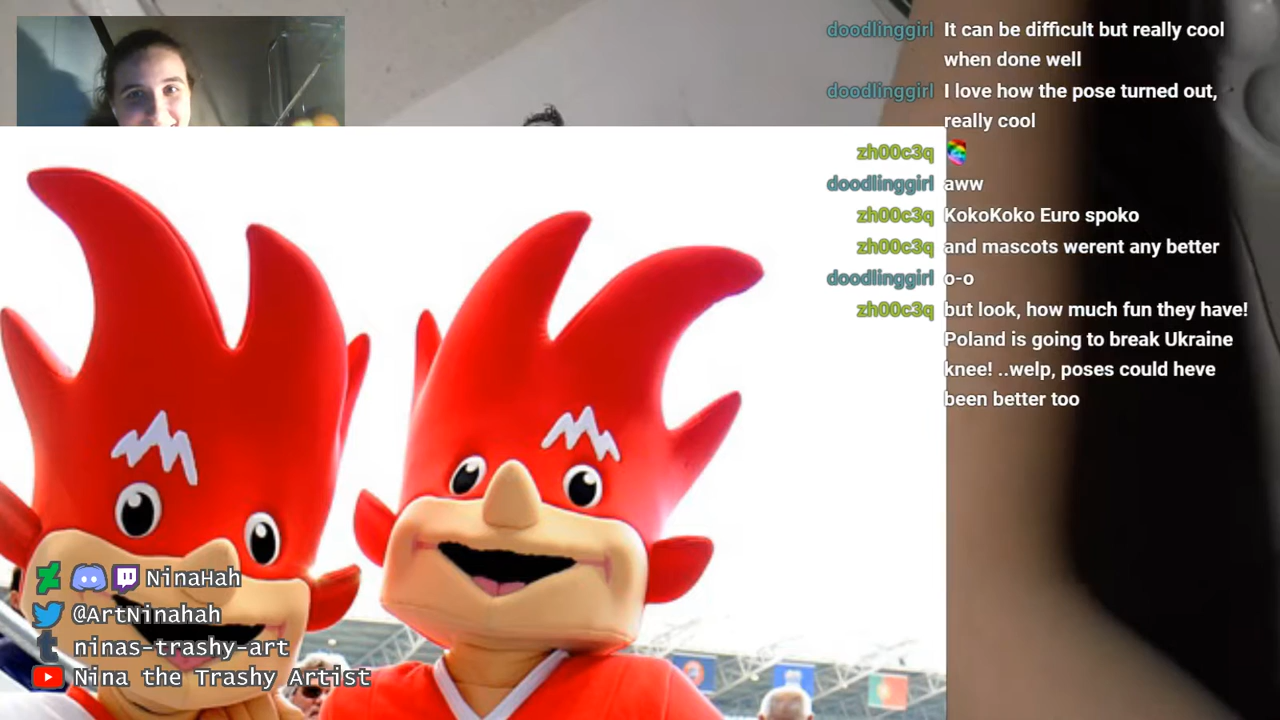 doodlinggirl It can be difficult but really cool
when done well
doodlinggirl I love how the pose turned out,
really cool
zh00c3q
doodlinggirl aww
zh00c3q KokoKoko Euro spoko
zh00c3q and mascots werent any better
doodlinggirl o-o
zh00c3q but look, how much fun they have!
Poland is going to break Ukraine
knee! ..welp, poses could heve
been better too
NinaHah
@ArtNinahah
ninas-trashy-art
Nina the Trashy Artist